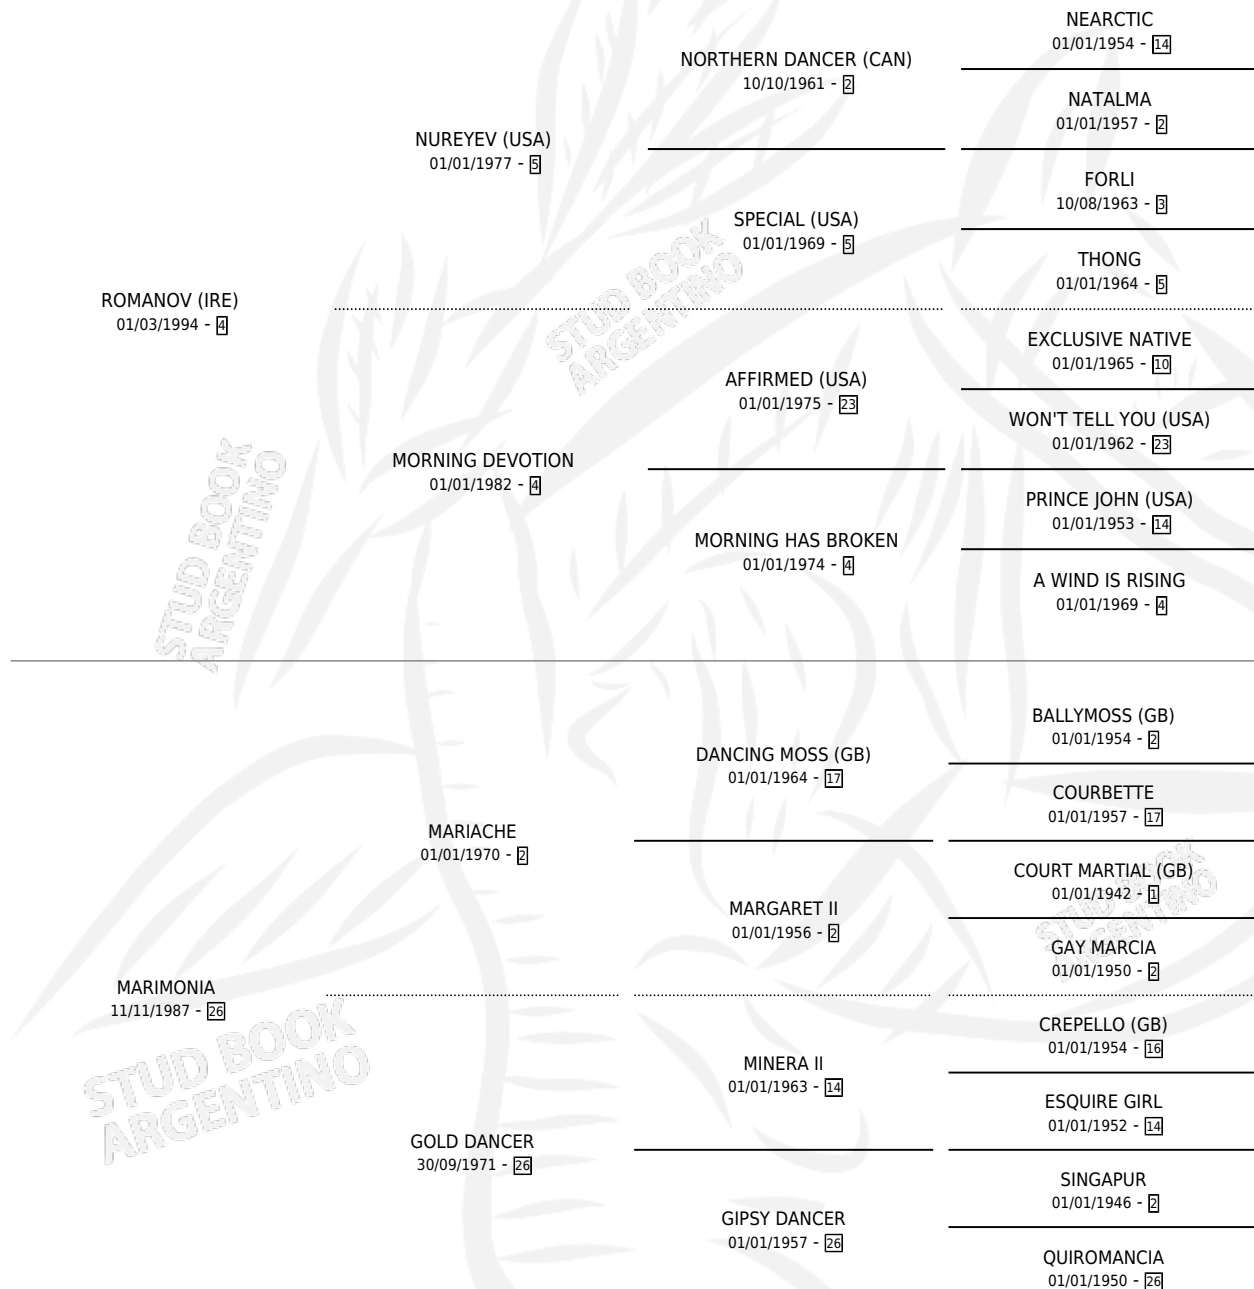 NEARCTIC
01/01/1954 - 14
NORTHERN DANCER (CAN)
10/10/1961 - 2
NATALMA
01/01/1957 - 2
NUREYEV (USA)
01/01/1977 - 5
FORLI
10/08/1963 - 3
SPECIAL (USA)
01/01/1969 - 5
THONG
01/01/1964 - 5
ROMANOV (IRE)
01/03/1994 - 4
EXCLUSIVE NATIVE
01/01/1965 - 10
AFFIRMED (USA)
01/01/1975 - 23
WON'T TELL YOU (USA)
01/01/1962 - 23
MORNING DEVOTION
01/01/1982 - 4
PRINCE JOHN (USA)
01/01/1953 - 14
MORNING HAS BROKEN
01/01/1974 - 4
A WIND IS RISING
01/01/1969 - 4
BALLYMOSS (GB)
01/01/1954 - 2
DANCING MOSS (GB)
01/01/1964 - 17
COURBETTE
01/01/1957 - 17
MARIACHE
01/01/1970 - 2
COURT MARTIAL (GB)
01/01/1942 - 1
MARGARET II
01/01/1956 - 2
GAY MARCIA
01/01/1950 - 2
MARIMONIA
11/11/1987 - 26
CREPELLO (GB)
01/01/1954 - 16
MINERA II
01/01/1963 - 14
ESQUIRE GIRL
01/01/1952 - 14
GOLD DANCER
30/09/1971 - 26
SINGAPUR
01/01/1946 - 2
GIPSY DANCER
01/01/1957 - 26
QUIROMANCIA
01/01/1950 - 26
STUD BOOK
ARGENTINO
STUD BOOK
ARGENTINO
STUD BOOK
ARGENTINO
STUD BOOK
ARGENTINO